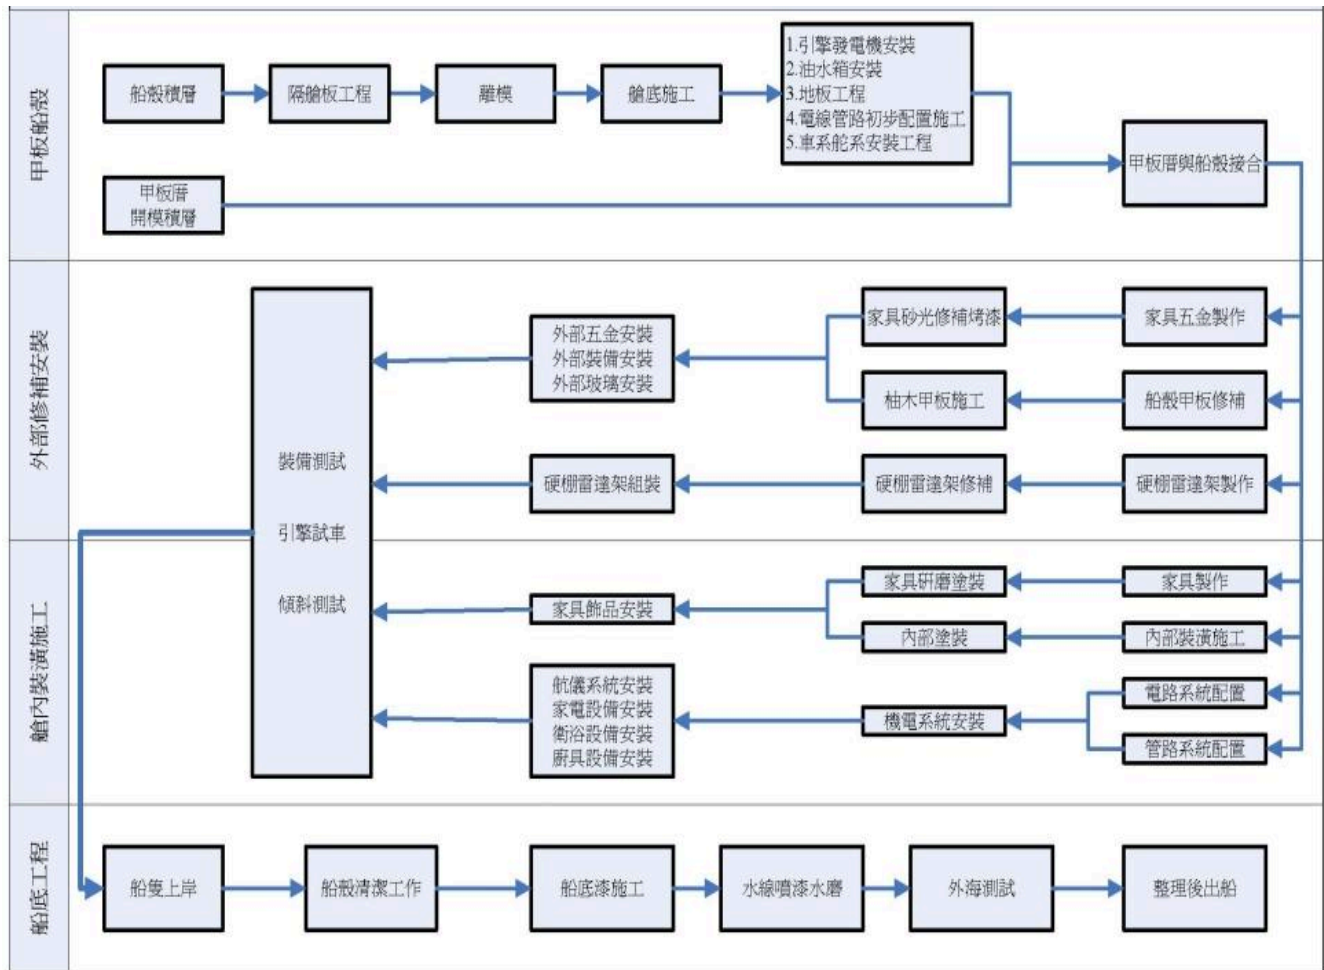 甲板船殼
船殼積層
隔艙板工程
離模
艙底施工
1.引擎發電機安裝
2.油水箱安裝
3.地板工程
4.電線管路初步配置施工
5.車系舵系安裝工程
甲板厝
開模積層
甲板厝與船殼接合
外部修補安裝
家具五金製作
家具砂光修補烤漆
外部五金安裝
外部裝備安裝
外部玻璃安裝
船殼甲板修補
柚木甲板施工
硬棚雷達架製作
硬棚雷達架修補
硬棚雷達架組裝
裝備測試
引擎試車
傾斜測試
艙內裝潢施工
家具製作
家具研磨塗裝
家具飾品安裝
內部裝潢施工
內部塗裝
電路系統配置
管路系統配置
機電系統安裝
航儀系統安裝
家電設備安裝
衛浴設備安裝
廚具設備安裝
船底工程
船隻上岸
船殼清潔工作
船底漆施工
水線噴漆水磨
外海測試
整理後出船